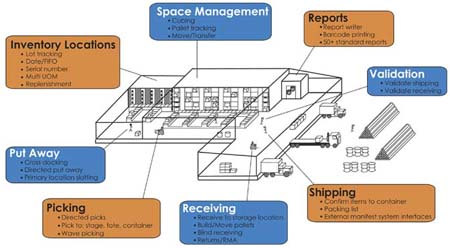 Space Management
• Cubing
• Pallet tracking
• Move/Transfer
Reports
• Report writer
• Barcode printing
• 50+ standard reports
Inventory Locations
• Lot tracking
• Date/FIFO
• Serial number
• Multi UOM
• Replenishment
Validation
• Validate shipping
• Validate receiving
Put Away
• Cross docking
• Directed put away
• Primary location slotting
Picking
• Directed picks
• Pick to: stage, tote, container
• Wave picking
Receiving
• Receive to storage location
• Build/Move pallets
• Blind receiving
• Returns/RMA
Shipping
• Confirm items to container
• Packing list
• External manifest system interfaces